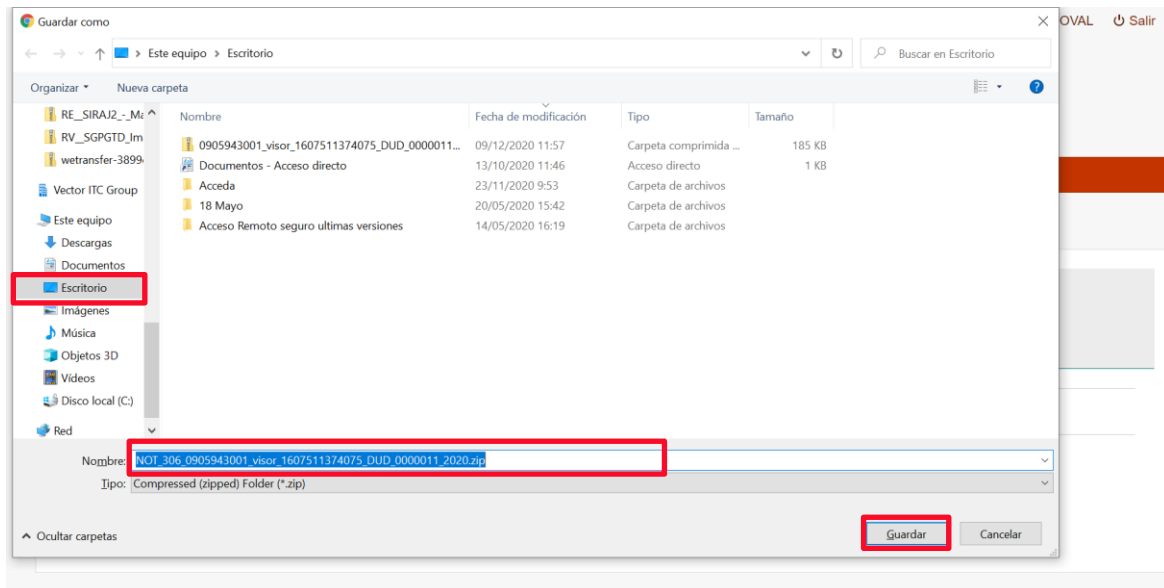 Guardar como
OVAL Salir
Este equipo > Escritorio
Buscar en Escritorio
Organizar Nueva carpeta
RE__SIRAJ2_-_Ma
RV__SGPGTD_Im
wetransfer-3899
Vector ITC Group
Este equipo
Descargas
Documentos
Escritorio
Imágenes
Música
Objetos 3D
Vídeos
Disco local (C:)
Red
Nombre Fecha de modificación Tipo Tamaño
0905943001_visor_1607511374075_DUD_0000011... 09/12/2020 11:57 Carpeta comprimida ... 185 KB
Documentos - Acceso directo 13/10/2020 11:46 Acceso directo 1 KB
Acceda 23/11/2020 9:53 Carpeta de archivos
18 Mayo 20/05/2020 15:42 Carpeta de archivos
Acceso Remoto seguro ultimas versiones 14/05/2020 16:19 Carpeta de archivos
Nombre: NOT_306_0905943001_visor_1607511374075_DUD_0000011_2020.zip
Tipo: Compressed (zipped) Folder (*.zip)
Ocultar carpetas
Guardar Cancelar